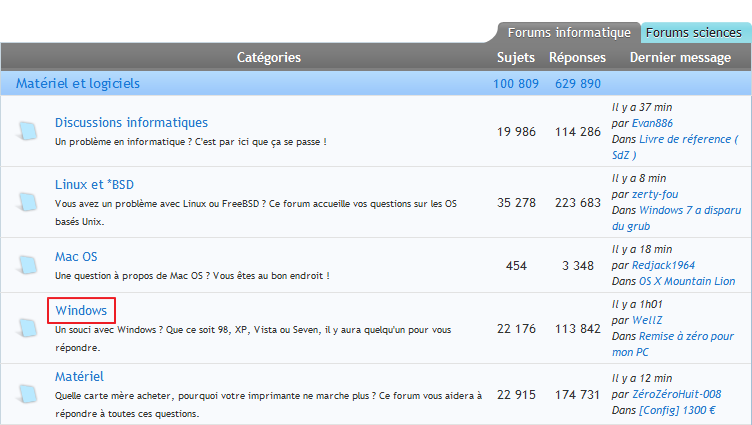 Forums informatique Forums sciences
Catégories Sujets Réponses Dernier message
Matériel et logiciels 100 809 629 890
Discussions informatiques
Un problème en informatique ? C'est par ici que ça se passe !
19 986 114 286
Il y a 37 min
par Evan886
Dans Livre de réference (
SdZ )
Linux et *BSD
Vous avez un problème avec Linux ou FreeBSD ? Ce forum accueille vos questions sur les OS
basés Unix.
35 278 223 683
Il y a 8 min
par zerty-fou
Dans Windows 7 a disparu
du grub
Mac OS
Une question à propos de Mac OS ? Vous êtes au bon endroit !
454 3 348
Il y a 18 min
par Redjack1964
Dans OS X Mountain Lion
Windows
Un souci avec Windows ? Que ce soit 98, XP, Vista ou Seven, il y aura quelqu'un pour vous
répondre.
22 176 113 842
Il y a 1h01
par WellZ
Dans Remise à zéro pour
mon PC
Matériel
Quelle carte mère acheter, pourquoi votre imprimante ne marche plus ? Ce forum vous aidera à
répondre à toutes ces questions.
22 915 174 731
Il y a 12 min
par ZéroZéroHuit-008
Dans [Config] 1300 €